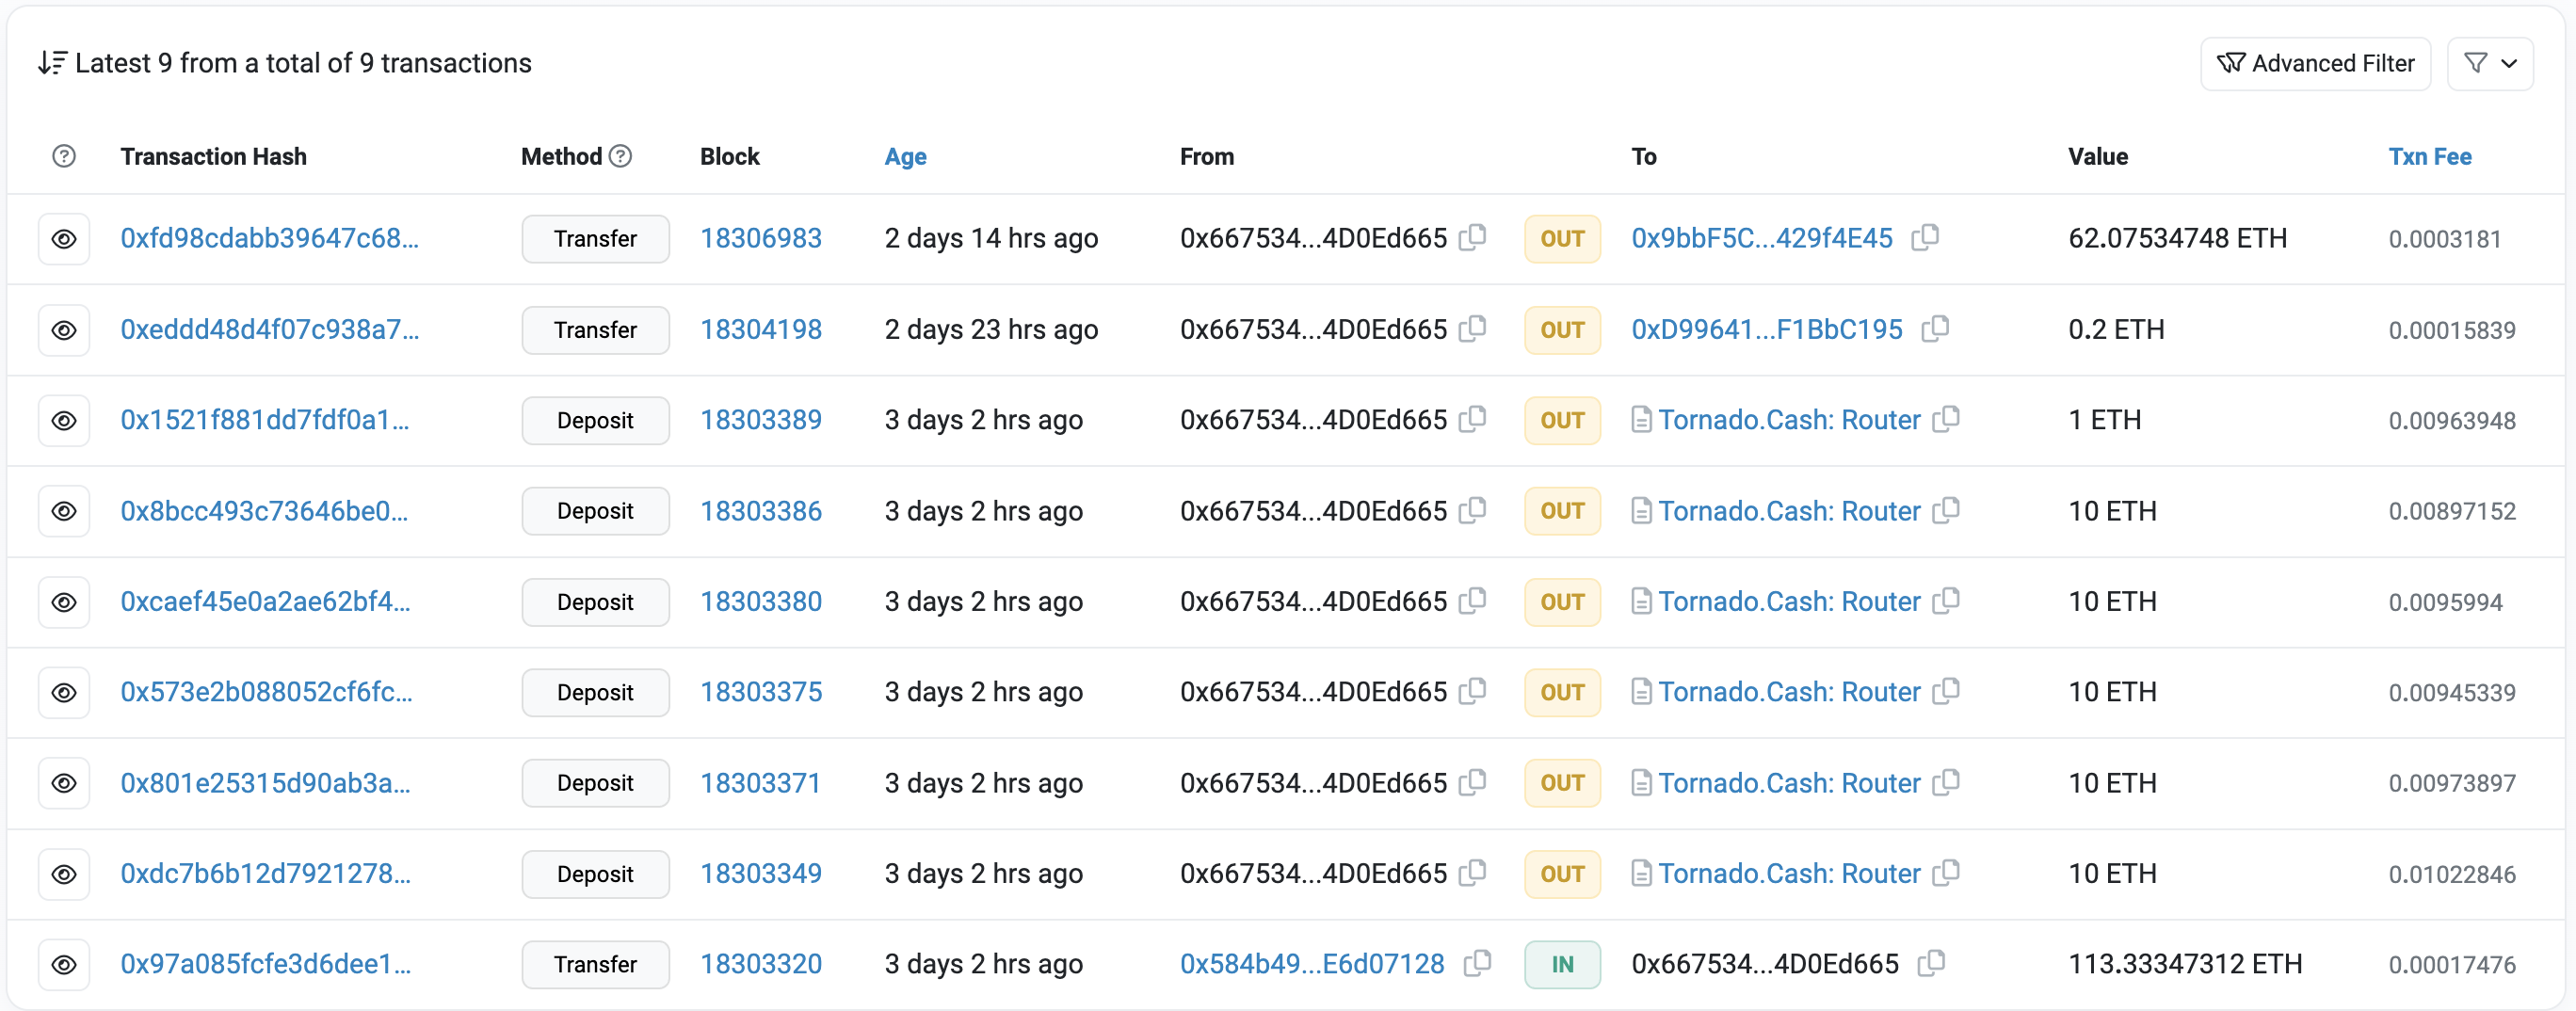 Latest 9 from a total of 9 transactions
Advanced Filter
Transaction Hash Method Block Age From To Value Txn Fee
0xfd98cdabb39647c68... Transfer 18306983 2 days 14 hrs ago 0x667534...4D0Ed665 OUT 0x9bbF5C...429f4E45 62.07534748 ETH 0.0003181
0xeddd48d4f07c938a7... Transfer 18304198 2 days 23 hrs ago 0x667534...4D0Ed665 OUT 0xD99641...F1BbC195 0.2 ETH 0.00015839
0x1521f881dd7fdf0a1... Deposit 18303389 3 days 2 hrs ago 0x667534...4D0Ed665 OUT Tornado.Cash: Router 1 ETH 0.00963948
0x8bcc493c73646be0... Deposit 18303386 3 days 2 hrs ago 0x667534...4D0Ed665 OUT Tornado.Cash: Router 10 ETH 0.00897152
0xcaef45e0a2ae62bf4... Deposit 18303380 3 days 2 hrs ago 0x667534...4D0Ed665 OUT Tornado.Cash: Router 10 ETH 0.0095994
0x573e2b088052cf6fc... Deposit 18303375 3 days 2 hrs ago 0x667534...4D0Ed665 OUT Tornado.Cash: Router 10 ETH 0.00945339
0x801e25315d90ab3a... Deposit 18303371 3 days 2 hrs ago 0x667534...4D0Ed665 OUT Tornado.Cash: Router 10 ETH 0.00973897
0xdc7b6b12d7921278... Deposit 18303349 3 days 2 hrs ago 0x667534...4D0Ed665 OUT Tornado.Cash: Router 10 ETH 0.01022846
0x97a085fcfe3d6dee1... Transfer 18303320 3 days 2 hrs ago 0x584b49...E6d07128 IN 0x667534...4D0Ed665 113.33347312 ETH 0.00017476